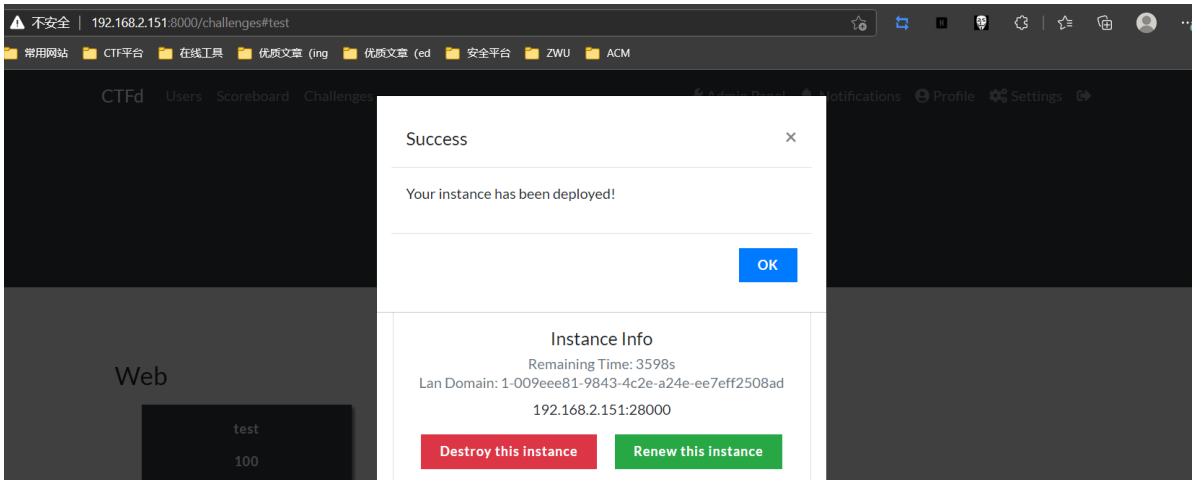 不安全 192.168.2.151:8000/challenges#test
常用网站 CTF平台 在线工具 优质文章 (ing 优质文章 (ed 安全平台 ZWU ACM
CTFd Users Scoreboard Challenges Admin Panel Notifications Profile Settings
Success ×
Your instance has been deployed!
OK
Instance Info
Remaining Time: 3598s
Lan Domain: 1-009eee81-9843-4c2e-a24e-ee7eff2508ad
192.168.2.151:28000
Destroy this instance Renew this instance
Web
test
100